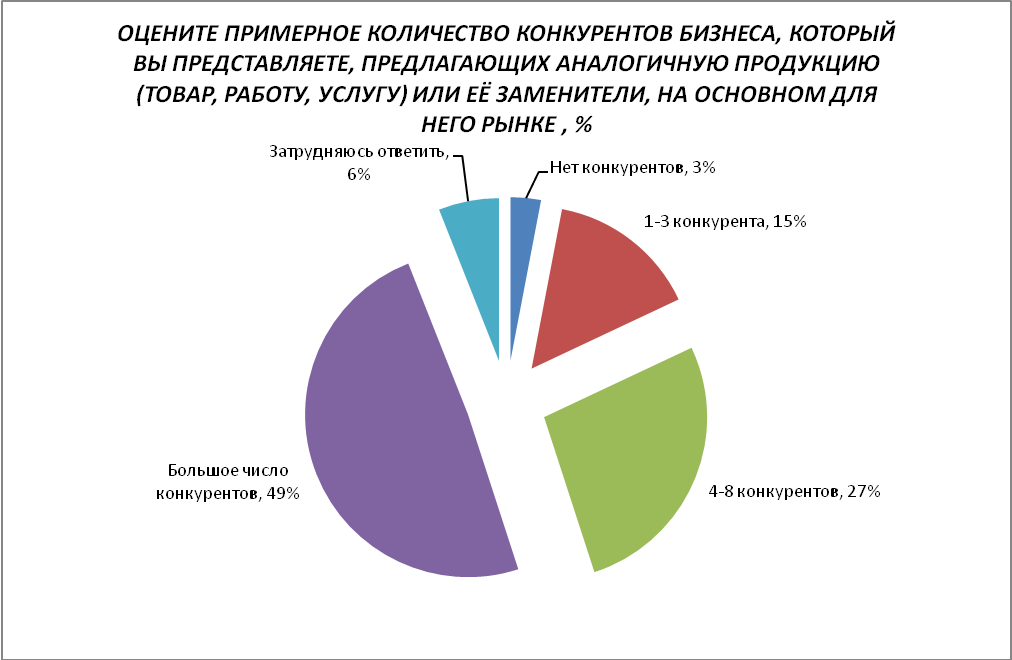 ОЦЕНИТЕ ПРИМЕРНОЕ КОЛИЧЕСТВО КОНКУРЕНТОВ БИЗНЕСА, КОТОРЫЙ
ВЫ ПРЕДСТАВЛЯЕТЕ, ПРЕДЛАГАЮЩИХ АНАЛОГИЧНУЮ ПРОДУКЦИЮ
(ТОВАР, РАБОТУ, УСЛУГУ) ИЛИ ЕЁ ЗАМЕНИТЕЛИ, НА ОСНОВНОМ ДЛЯ
НЕГО РЫНКЕ , %
Затрудняюсь ответить,
6%
Нет конкурентов, 3%
1-3 конкурента, 15%
Большое число
конкурентов, 49%
4-8 конкурентов, 27%